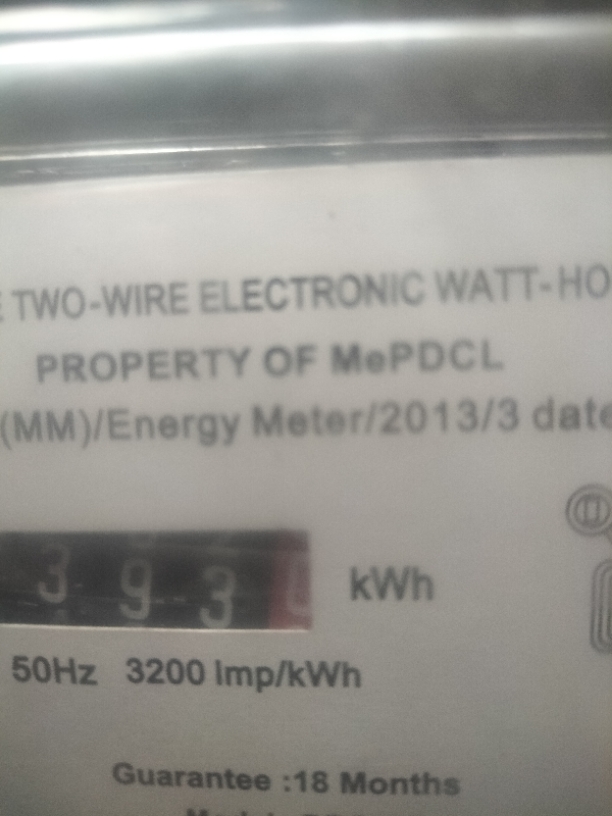 TWO-WIRE ELECTRONIC WATT-HO
PROPERTY OF MePDCL
(MM)/Energy Meter/2013/3 date
393 kWh
50Hz 3200 Imp/kWh
Guarantee :18 Months